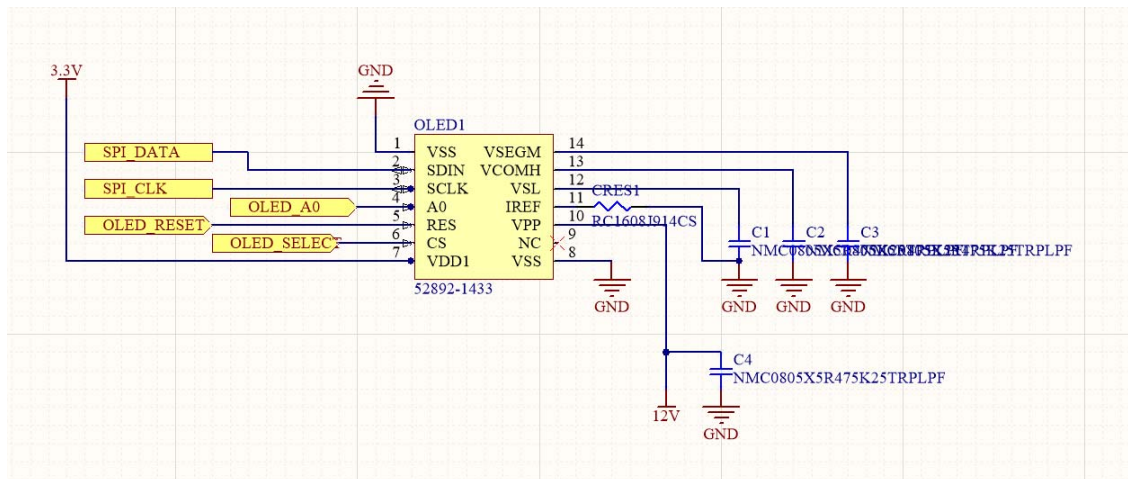 3.3V
GND
OLED1
SPI_DATA
SPI_CLK
OLED_A0
OLED_RESET
OLED_SELECT
1 VSS VSEGM 14
2 SDIN VCOMH 13
3 SCLK VSL 12
4 A0 IREF 11
5 RES VPP 10
6 CS NC 9
7 VDD1 VSS 8
52892-1433
CRES1
RC1608J914CS
C1
C2
C3
GND
GND
GND
GND
C4
NMC0805X5R475K25TRPLPF
12V
GND